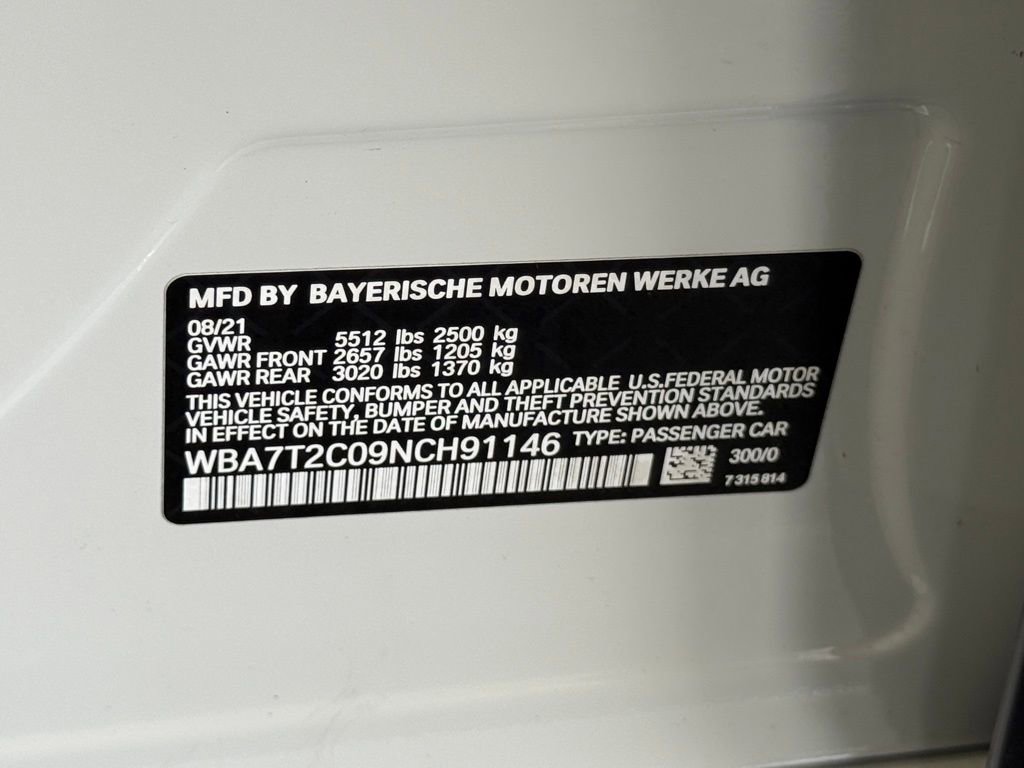 MFD BY BAYERISCHE MOTOREN WERKE AG
08/21
GVWR 5512 lbs 2500 kg
GAWR FRONT 2657 lbs 1205 kg
GAWR REAR 3020 lbs 1370 kg
THIS VEHICLE CONFORMS TO ALL APPLICABLE U.S.FEDERAL MOTOR
VEHICLE SAFETY, BUMPER AND THEFT PREVENTION STANDARDS
IN EFFECT ON THE DATE OF MANUFACTURE SHOWN ABOVE.
WBA7T2C09NCH91146 TYPE: PASSENGER CAR
300/0
7 315 814